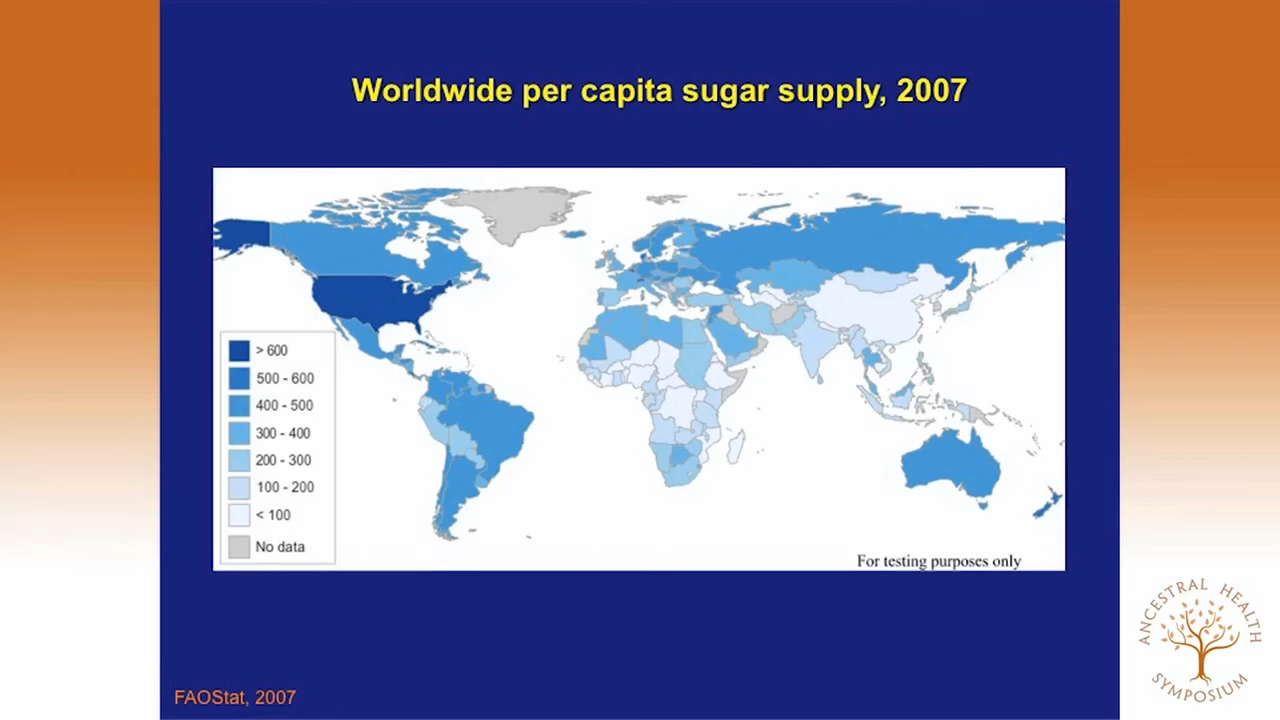 Worldwide per capita sugar supply, 2007
> 600
500 - 600
400 - 500
300 - 400
200 - 300
100 - 200
< 100
No data
For testing purposes only
FAOStat, 2007
ANCESTRAL HEALTH
SYMPOSIUM